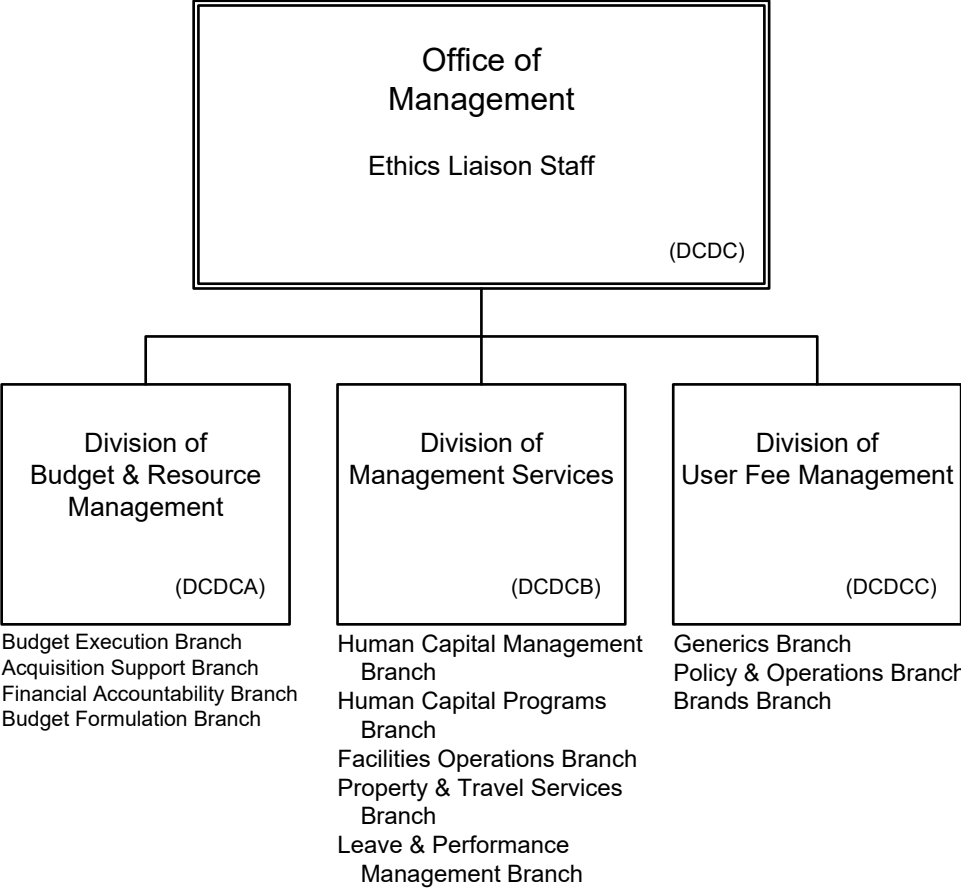 Office of
Management
Ethics Liaison Staff
(DCDC)
Division of
Budget & Resource
Management
(DCDCA)
Budget Execution Branch
Acquisition Support Branch
Financial Accountability Branch
Budget Formulation Branch
Division of
Management Services
(DCDCB)
Human Capital Management
Branch
Human Capital Programs
Branch
Facilities Operations Branch
Property & Travel Services
Branch
Leave & Performance
Management Branch
Division of
User Fee Management
(DCDCC)
Generics Branch
Policy & Operations Branch
Brands Branch